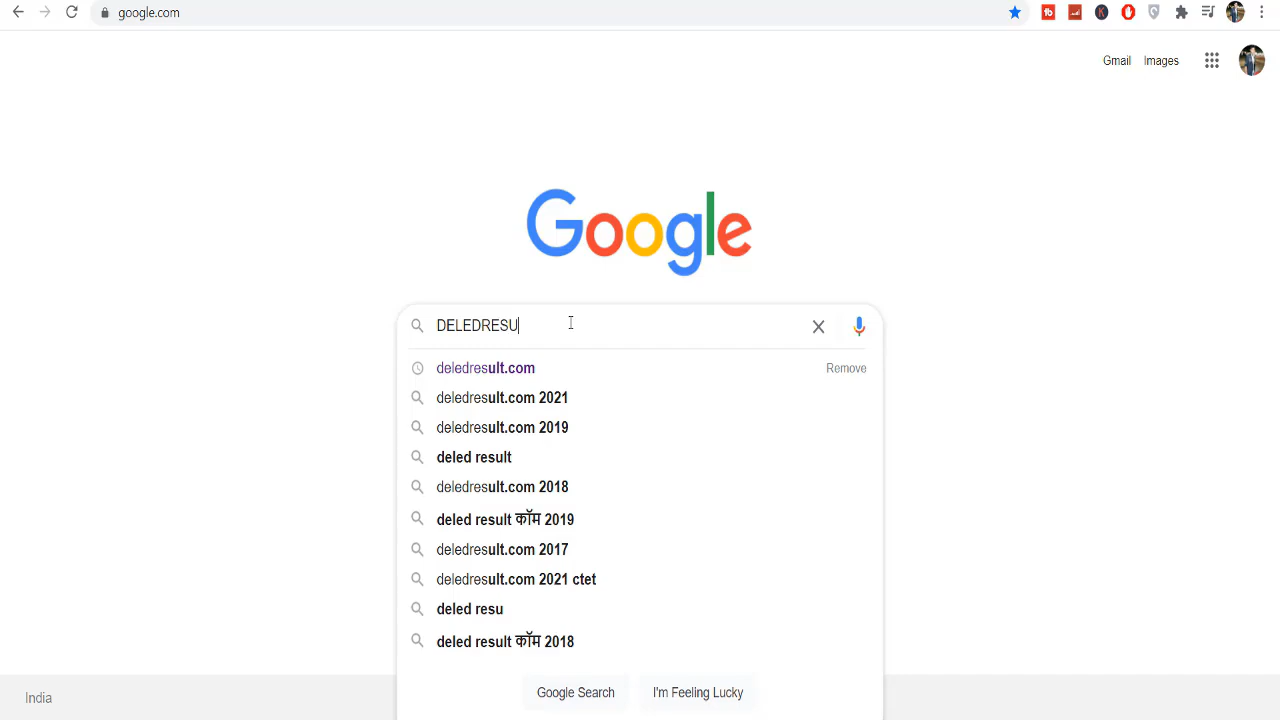 google.com
Gmail Images
Google
DELEDRESU
deledresult.com Remove
deledresult.com 2021
deledresult.com 2019
deled result
deledresult.com 2018
deled result कॉम 2019
deledresult.com 2017
deledresult.com 2021 ctet
deled resu
deled result कॉम 2018
Google Search I'm Feeling Lucky
India